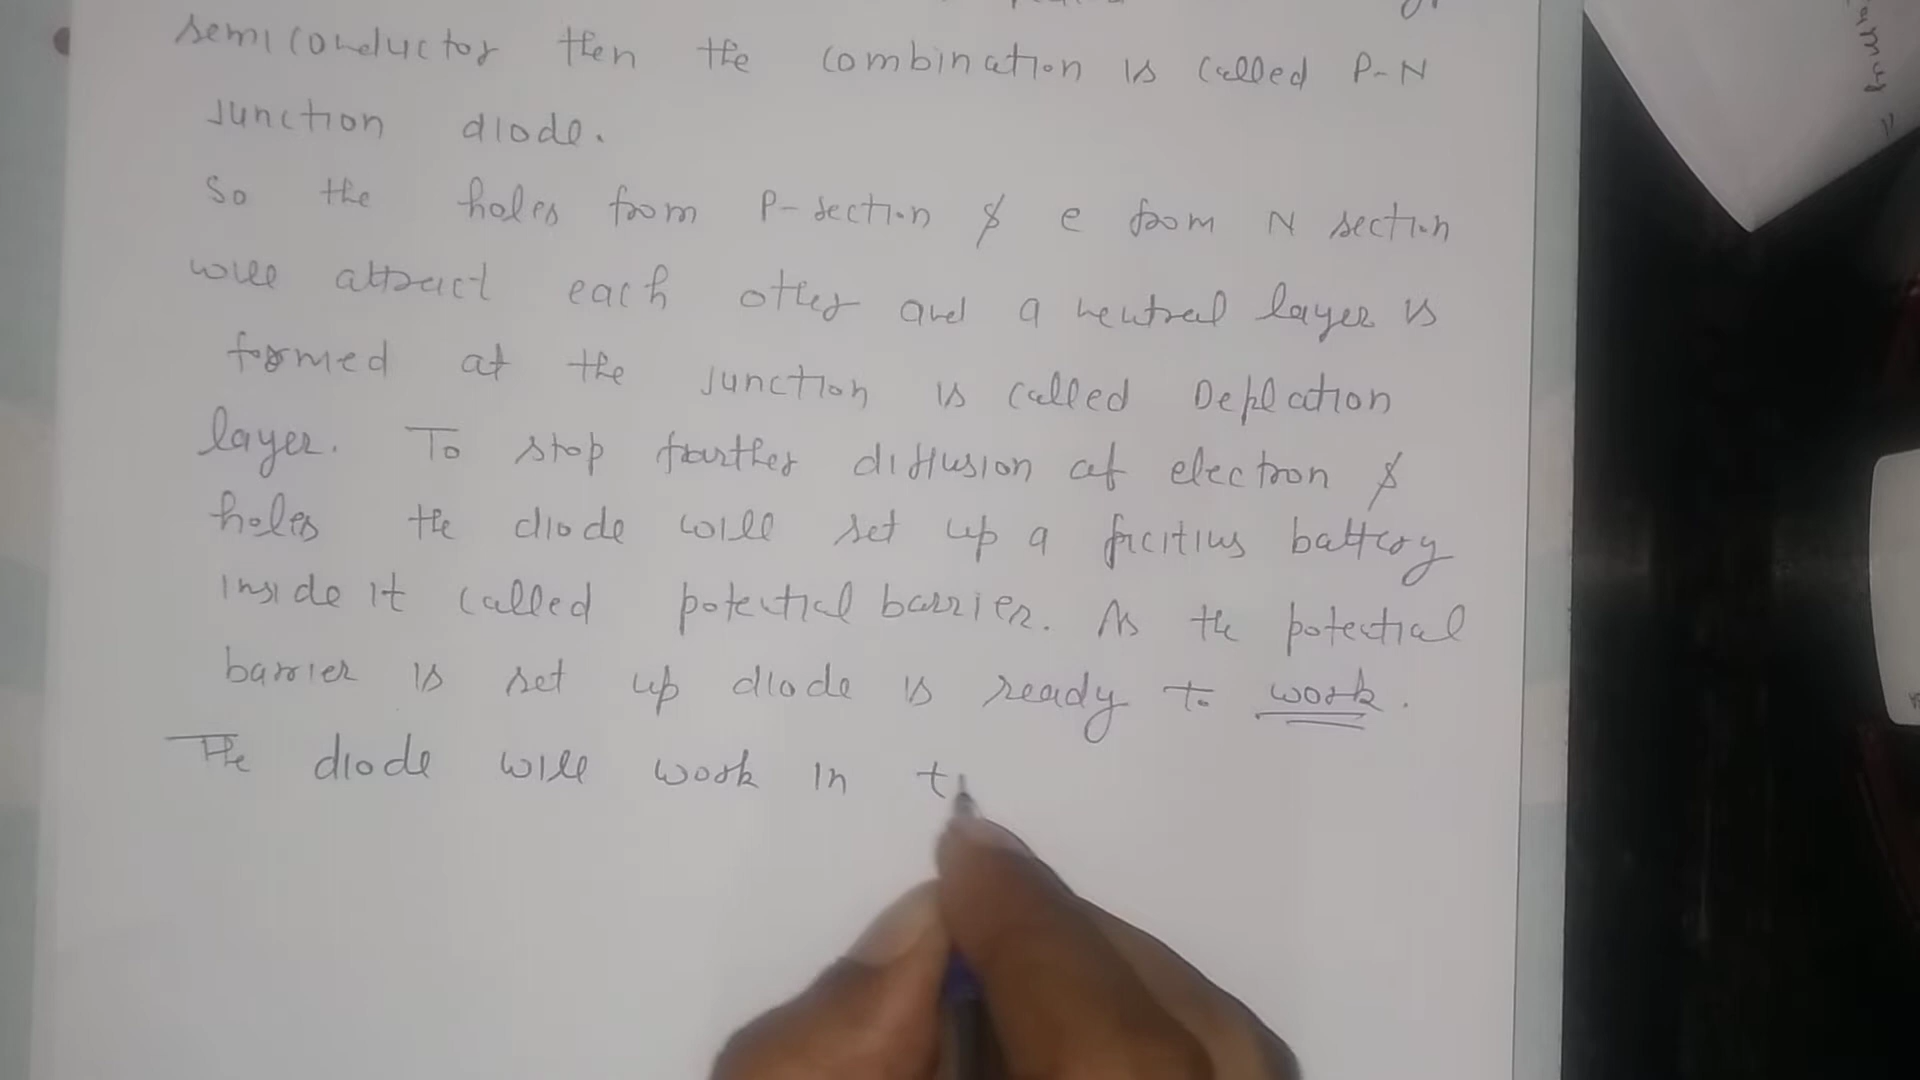 semiconductor then the combination is called P-N
Junction diode.
So the holes from P-section & e from N section
will attract each other and a neutral layer is
formed at the junction is called Deplation
layer. To stop further diffusion of electron &
holes the diode will set up a ficitius battery
inside it called potential barrier. As the potential
barrier is set up diode is ready to work.
The diode will work in t